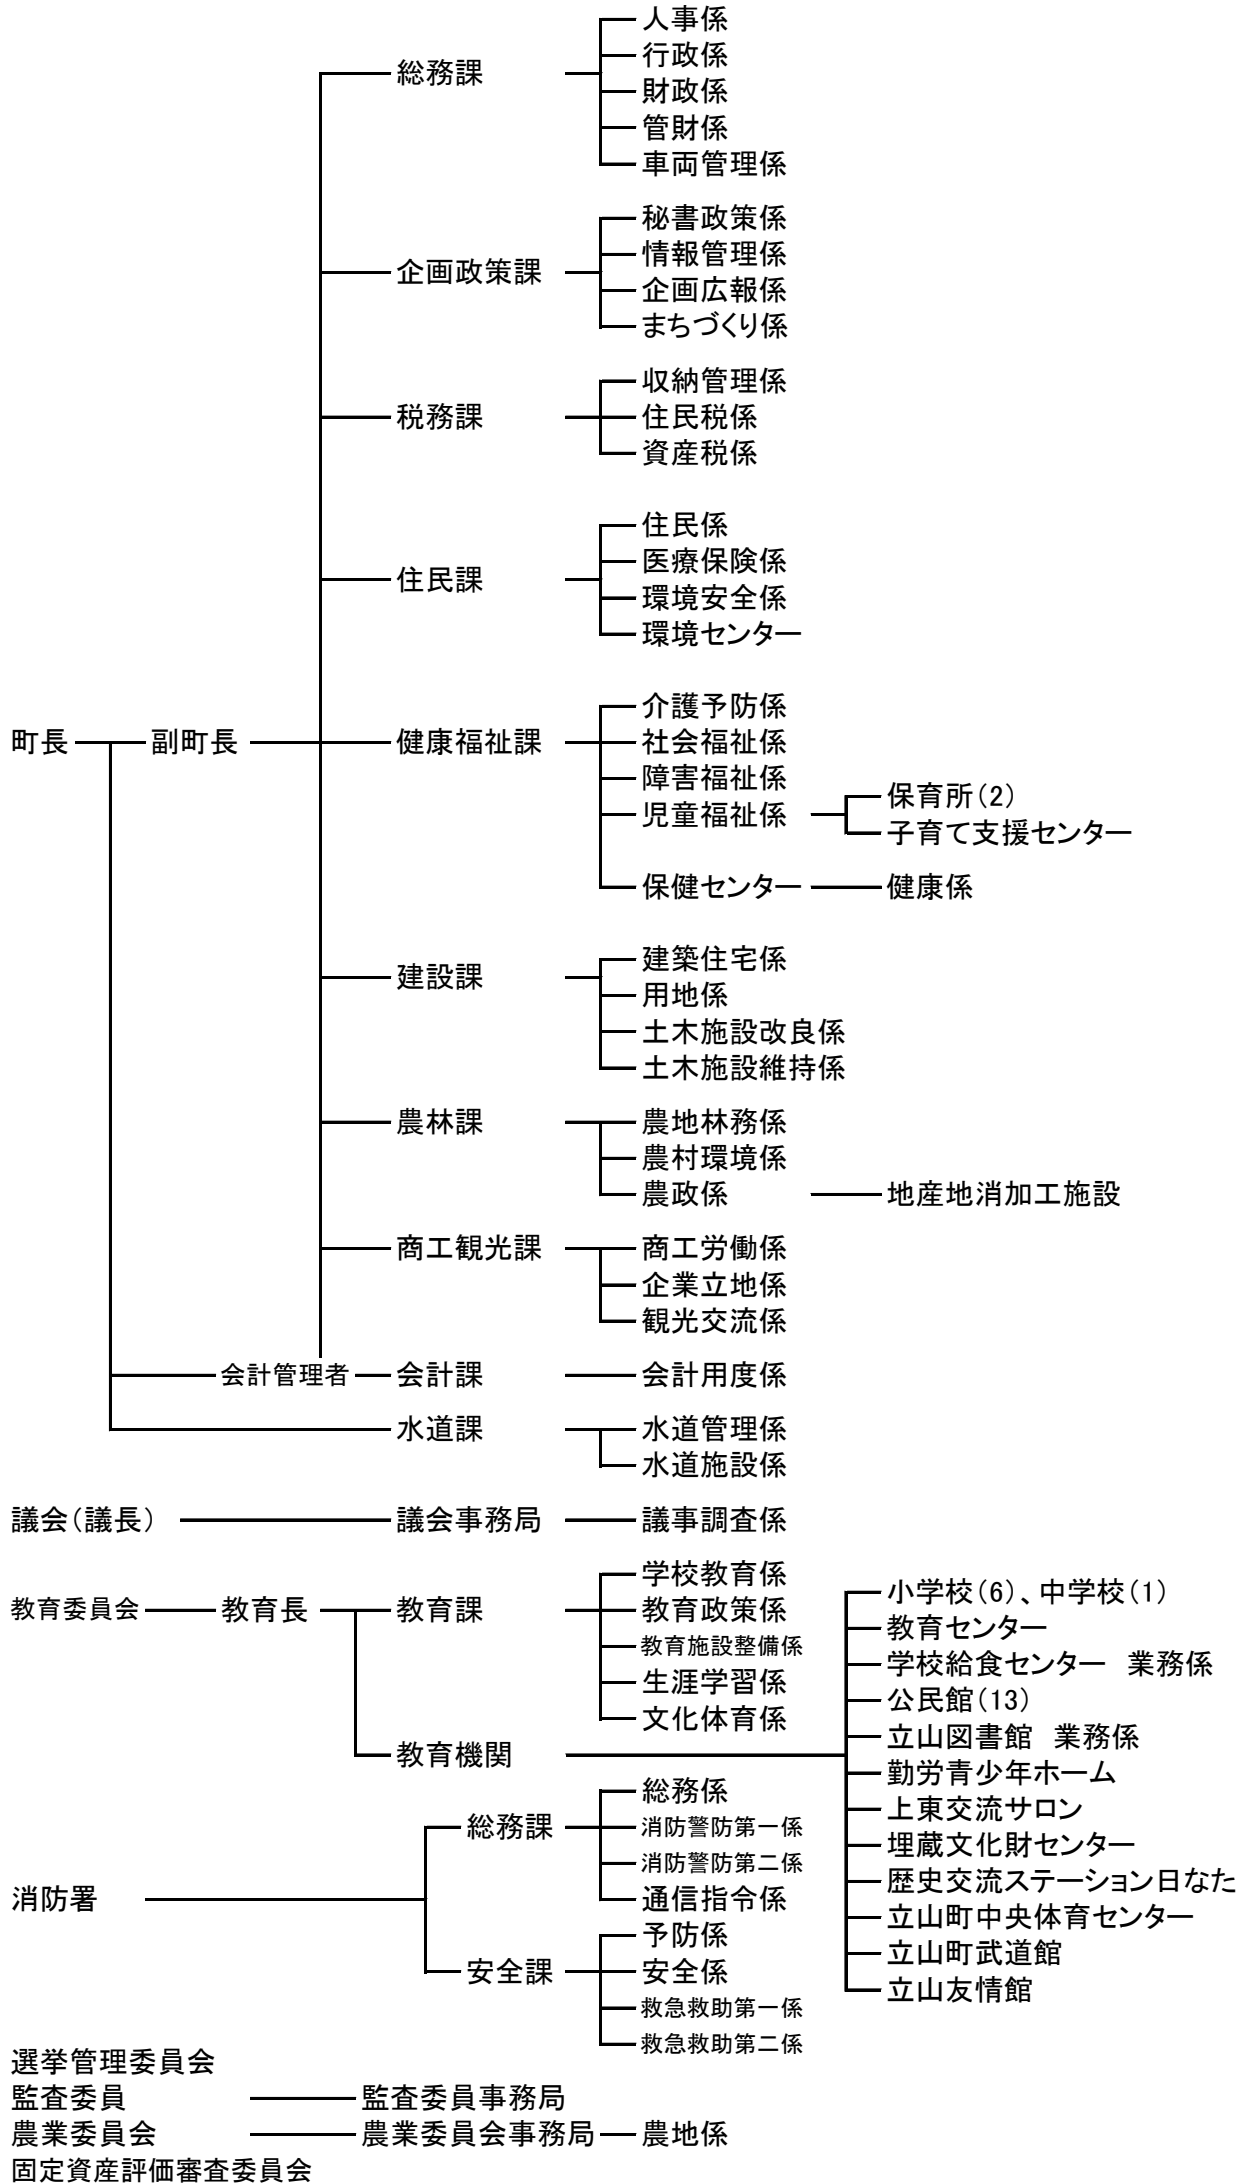 人事係
行政係
総務課
財政係
管財係
車両管理係
秘書政策係
情報管理係
企画政策課
企画広報係
まちづくり係
収納管理係
税務課 住民税係
資産税係
住民係
医療保険係
住民課
環境安全係
環境センター
介護予防係
町長 副町長 健康福祉課 社会福祉係
障害福祉係
保育所(2)
児童福祉係
子育て支援センター
保健センター 健康係
建築住宅係
建設課
用地係
土木施設改良係
土木施設維持係
農林課 農地林務係
農村環境係
農政係 地産地消加工施設
商工観光課 商工労働係
企業立地係
観光交流係
会計管理者 会計課 会計用度係
水道課 水道管理係
水道施設係
議会(議長) 議会事務局 議事調査係
学校教育係
小学校(6)、中学校(1)
教育委員会 教育長 教育課 教育政策係
教育センター
教育施設整備係
学校給食センター 業務係
生涯学習係
公民館(13)
文化体育係
立山図書館 業務係
教育機関
勤労青少年ホーム
総務係
上東交流サロン
総務課 消防警防第一係
埋蔵文化財センター
消防警防第二係
歴史交流ステーション日なた
消防署 通信指令係
立山町中央体育センター
予防係
立山町武道館
安全課 安全係
立山友情館
救急救助第一係
救急救助第二係
選挙管理委員会
監査委員 監査委員事務局
農業委員会 農業委員会事務局 農地係
固定資産評価審査委員会